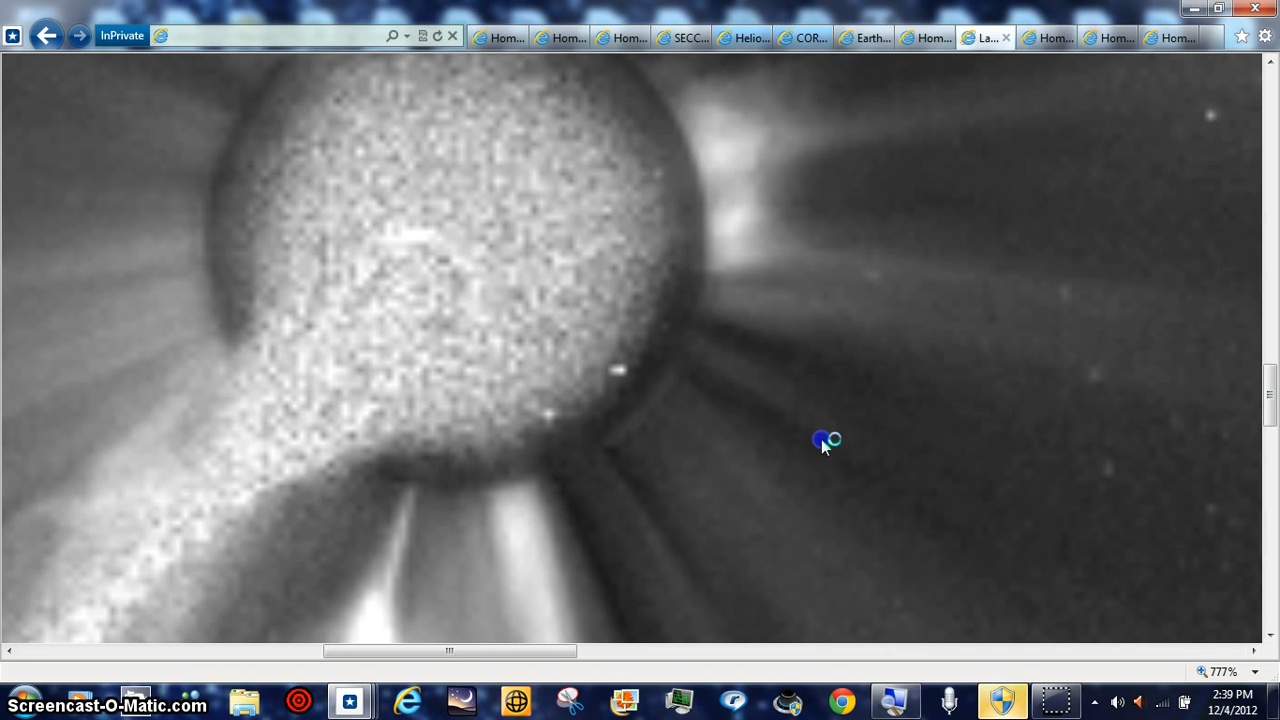 InPrivate
Hom... Hom... Hom... SECC... Helio... COR... Earth... Hom... La... Hom... Hom... Hom...
777%
Screencast-O-Matic.com
2:39 PM
12/4/2012